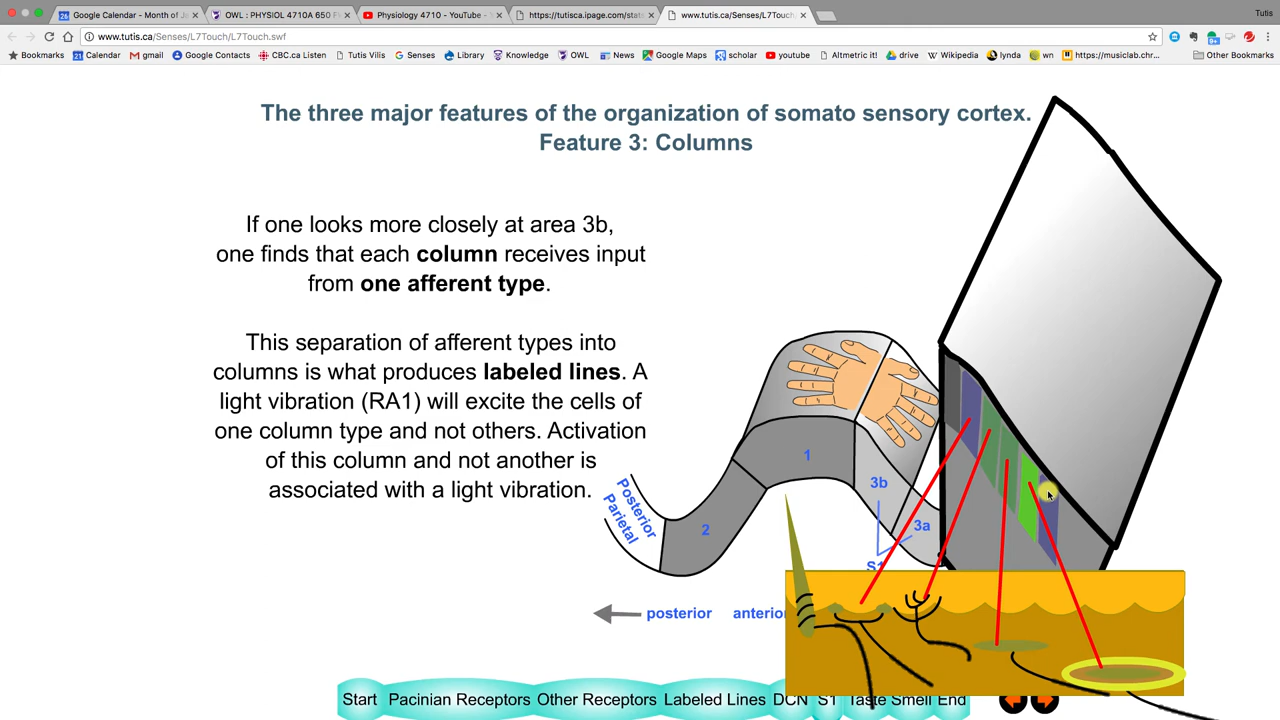 Google Calendar - Month of J
OWL : PHYSIOL 4710A 650 F
Physiology 4710 - YouTube -
https://tutisca.ipage.com/stat
www.tutis.ca/Senses/L7Touch/
Tutis
www.tutis.ca/Senses/L7Touch/L7Touch.swf
Bookmarks Calendar gmail Google Contacts CBC.ca Listen Tutis Vilis Senses Library Knowledge OWL News Google Maps scholar youtube Altmetric it! drive Wikipedia lynda wn https://musiclab.chr... Other Bookmarks
The three major features of the organization of somato sensory cortex.
Feature 3: Columns
If one looks more closely at area 3b,
one finds that each column receives input
from one afferent type.
This separation of afferent types into
columns is what produces labeled lines. A
light vibration (RA1) will excite the cells of
one column type and not others. Activation
of this column and not another is
associated with a light vibration.
Posterior
Parietal
2
1
3b
3a
S1
posterior anterio
Start Pacinian Receptors Other Receptors Labeled Lines DCN S1 Taste Smell End